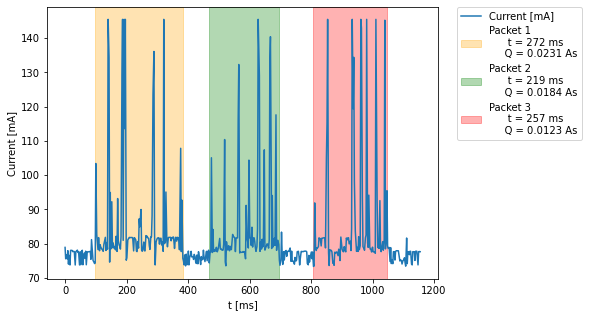 Current [mA]
Packet 1
t = 272 ms
Q = 0.0231 As
Packet 2
t = 219 ms
Q = 0.0184 As
Packet 3
t = 257 ms
Q = 0.0123 As
140
130
120
110
100
90
80
70
Current [mA]
0
200
400
600
800
1000
1200
t [ms]